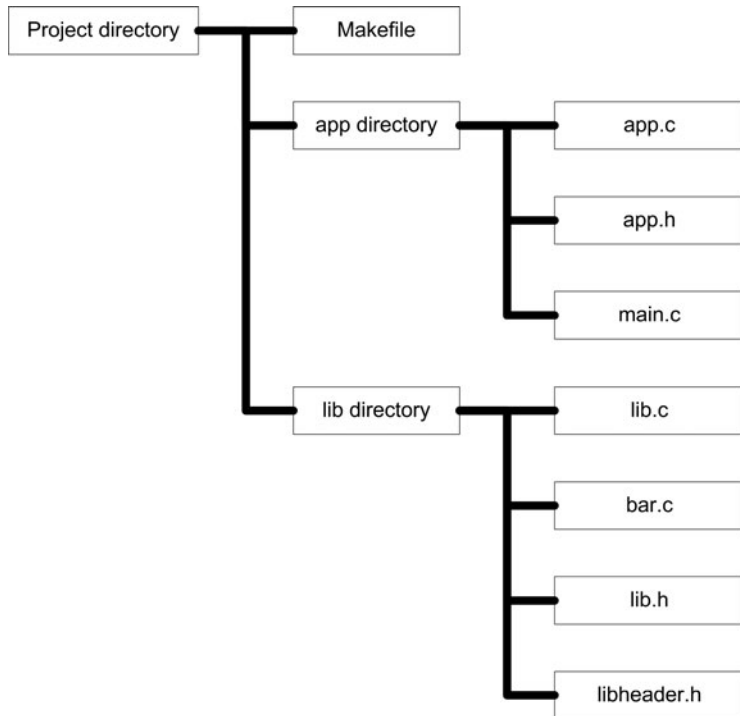 Project directory
Makefile
app directory
app.c
app.h
main.c
lib directory
lib.c
bar.c
lib.h
libheader.h